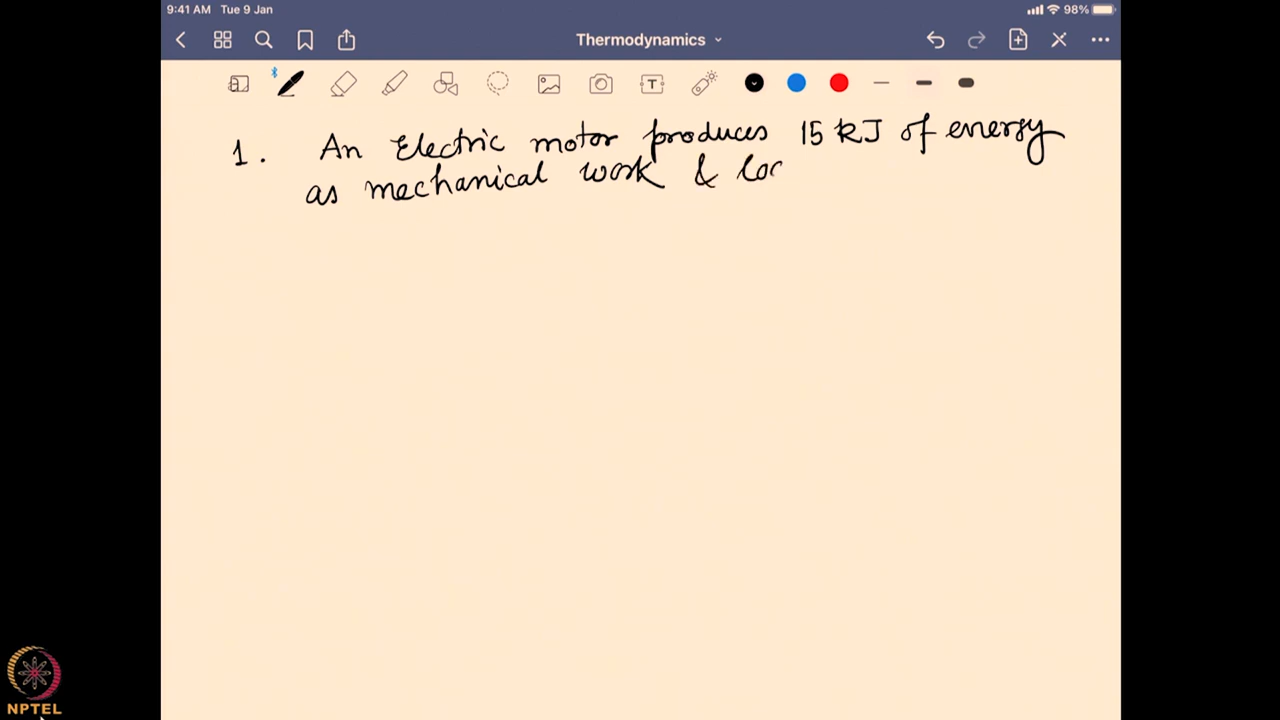 9:41 AM Tue 9 Jan
98%
Thermodynamics
T
1. An Electric motor produces 15 kJ of energy
as mechanical work &
NPTEL